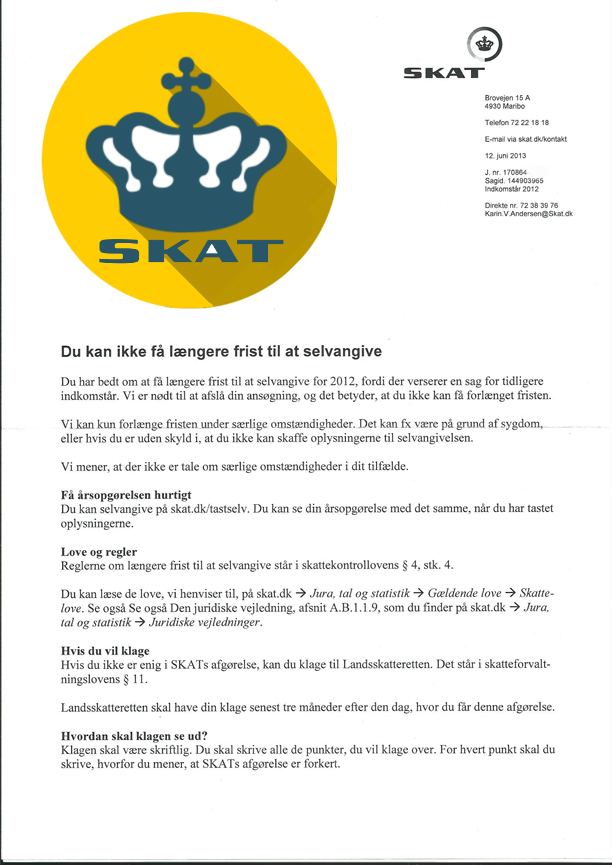 SKAT
SKAT
Brovejen 15 A
4930 Maribo
Telefon 72 22 18 18
E-mail via skat.dk/kontakt
12. juni 2013
J. nr. 170864
Sagid. 144903965
Indkomstår 2012
Direkte nr. 72 38 39 76
Karin.V.Andersen@Skat.dk
Du kan ikke få længere frist til at selvangive
Du har bedt om at få længere frist til at selvangive for 2012, fordi der verserer en sag for tidligere
indkomstår. Vi er nødt til at afslå din ansøgning, og det betyder, at du ikke kan få forlænget fristen.
Vi kan kun forlænge fristen under særlige omstændigheder. Det kan fx være på grund af sygdom,
eller hvis du er uden skyld i, at du ikke kan skaffe oplysningerne til selvangivelsen.
Vi mener, at der ikke er tale om særlige omstændigheder i dit tilfælde.
Få årsopgørelsen hurtigt
Du kan selvangive på skat.dk/tastselv. Du kan se din årsopgørelse med det samme, når du har tastet
oplysningerne.
Love og regler
Reglerne om længere frist til at selvangive står i skattekontrollovens § 4, stk. 4.
Du kan læse de love, vi henviser til, på skat.dk → Jura, tal og statistik → Gældende love → Skatte-
love. Se også Se også Den juridiske vejledning, afsnit A.B.1.1.9, som du finder på skat.dk → Jura,
tal og statistik → Juridiske vejledninger.
Hvis du vil klage
Hvis du ikke er enig i SKATs afgørelse, kan du klage til Landsskatteretten. Det står i skatteforvalt-
ningslovens § 11.
Landsskatteretten skal have din klage senest tre måneder efter den dag, hvor du får denne afgørelse.
Hvordan skal klagen se ud?
Klagen skal være skriftlig. Du skal skrive alle de punkter, du vil klage over. For hvert punkt skal du
skrive, hvorfor du mener, at SKATs afgørelse er forkert.